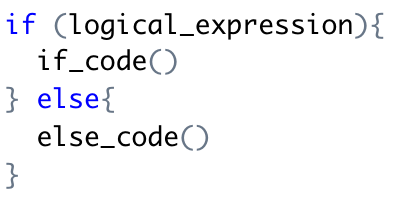 if (logical_expression){
  if_code()
} else{
  else_code()
}